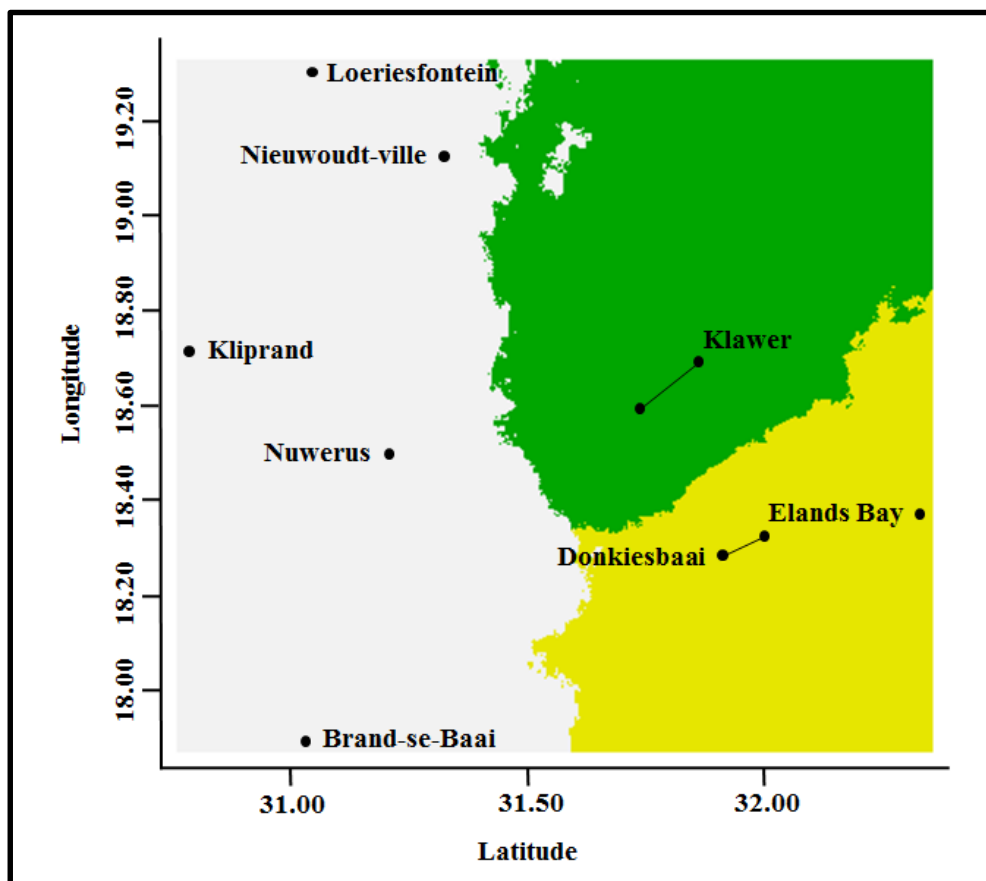 Loeriesfontein
19.20
Nieuwoudt-ville
19.00
18.80
Klawer
Kliprand
Longitude
18.60
Nuwerus
18.40
Elands Bay
Donkiesbaai
18.20
18.00
Brand-se-Baai
31.00
31.50
32.00
Latitude